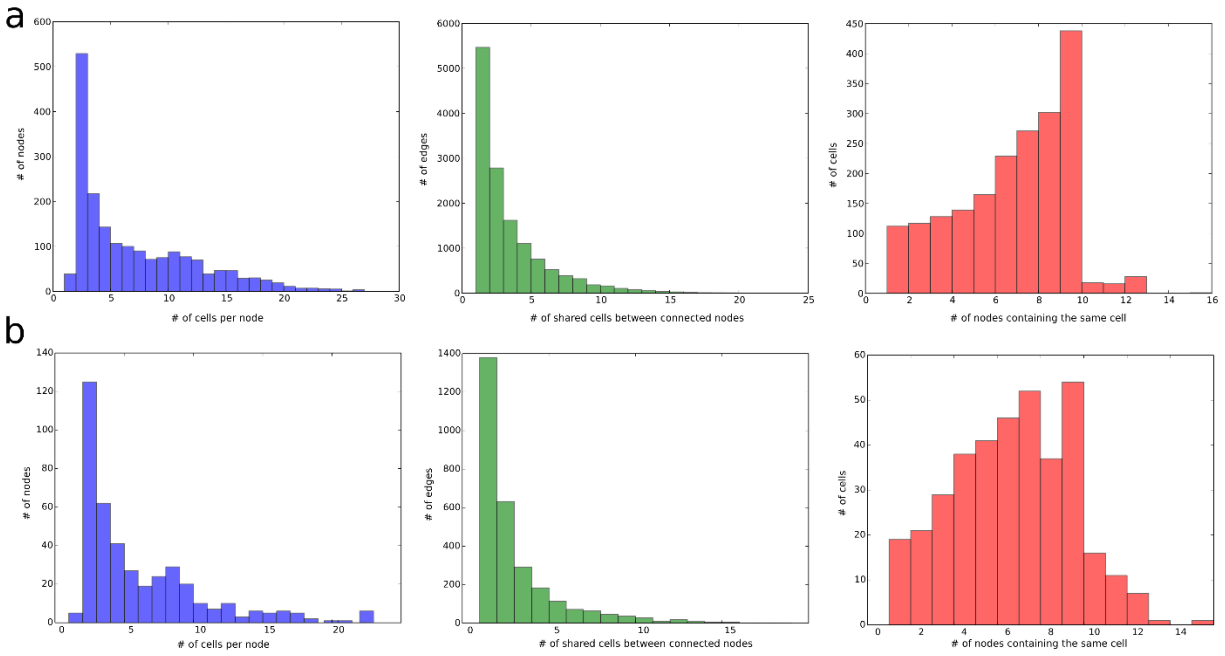 a
600
500
400
300
200
100
0
0 5 10 15 20 25 30
# of nodes
# of cells per node
6000
5000
4000
3000
2000
1000
0
0 5 10 15 20 25
# of edges
# of shared cells between connected nodes
450
400
350
300
250
200
150
100
50
0
0 2 4 6 8 10 12 14 16
# of cells
# of nodes containing the same cell
b
140
120
100
80
60
40
20
0
0 5 10 15 20
# of nodes
# of cells per node
1400
1200
1000
800
600
400
200
0
0 5 10 15
# of edges
# of shared cells between connected nodes
60
50
40
30
20
10
0
0 2 4 6 8 10 12 14
# of cells
# of nodes containing the same cell